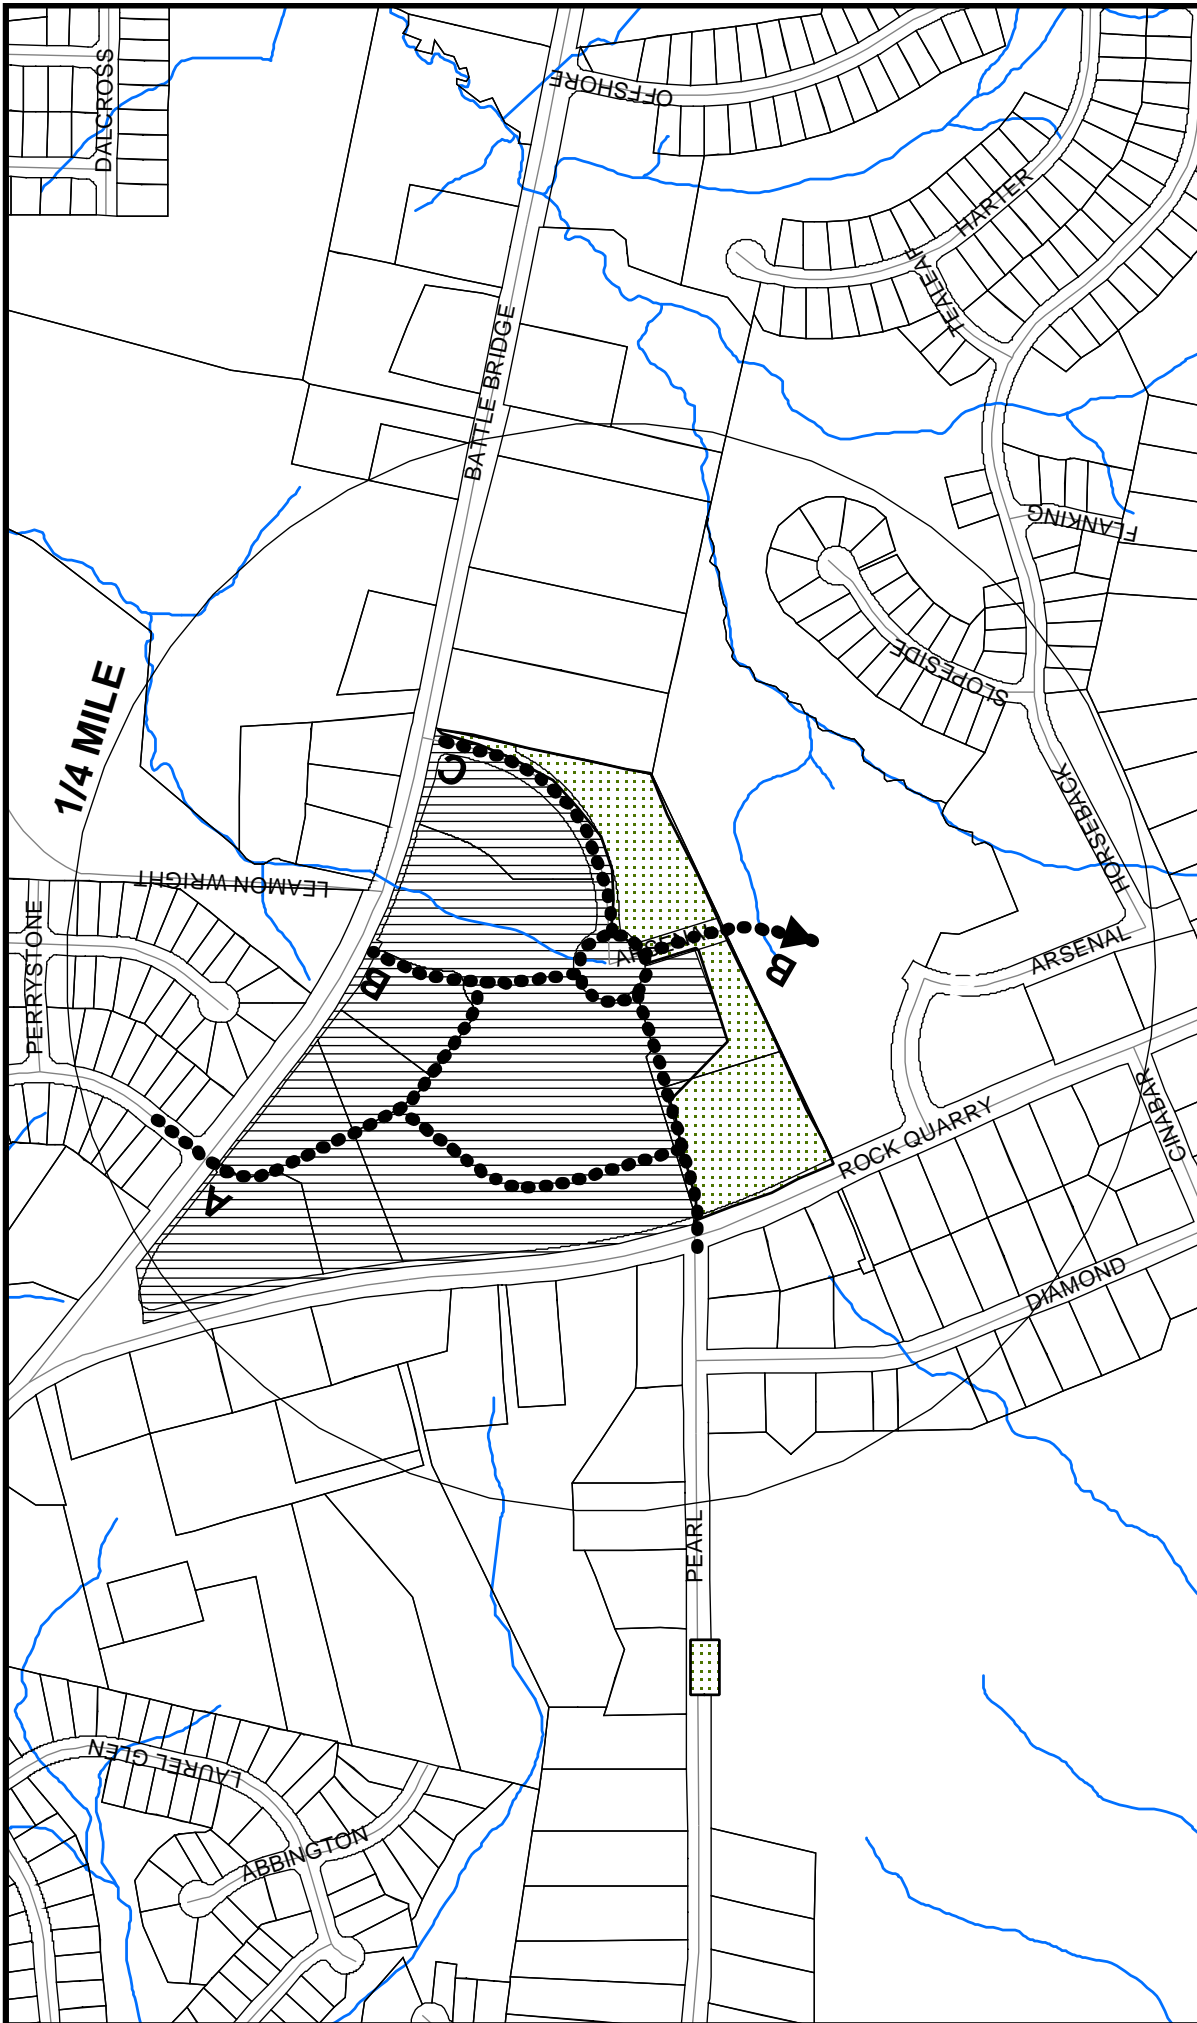 DALCROSS
OFFSHORE
HARTER
TEALEAF
BATTLE BRIDGE
FLANKING
SLOPESIDE
1/4 MILE
C
HORSEBACK
LEAMON WRIGHT
PERRYSTONE
ARSENAL
ARSENAL
B
B
ROCK QUARRY
CINABAR
A
DIAMOND
PEARL
LAUREL GLEN
ABBINGTON